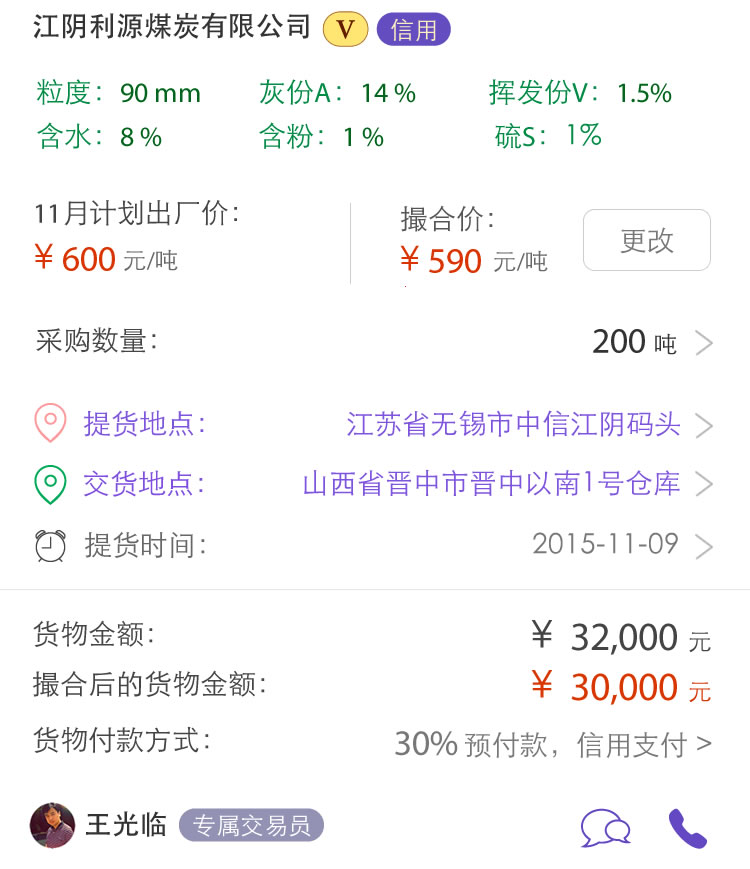 江阴利源煤炭有限公司 V 信用
粒度：90 mm 灰份A：14 % 挥发份V：1.5%
含水：8 % 含粉：1 % 硫S：1%
11月计划出厂价： 撮合价：
¥ 600 元/吨 ¥ 590 元/吨 更改
采购数量： 200 吨 >
提货地点： 江苏省无锡市中信江阴码头 >
交货地点： 山西省晋中市晋中以南1号仓库 >
提货时间： 2015-11-09 >
货物金额： ¥ 32,000 元
撮合后的货物金额： ¥ 30,000 元
货物付款方式： 30% 预付款，信用支付 >
王光临 专属交易员